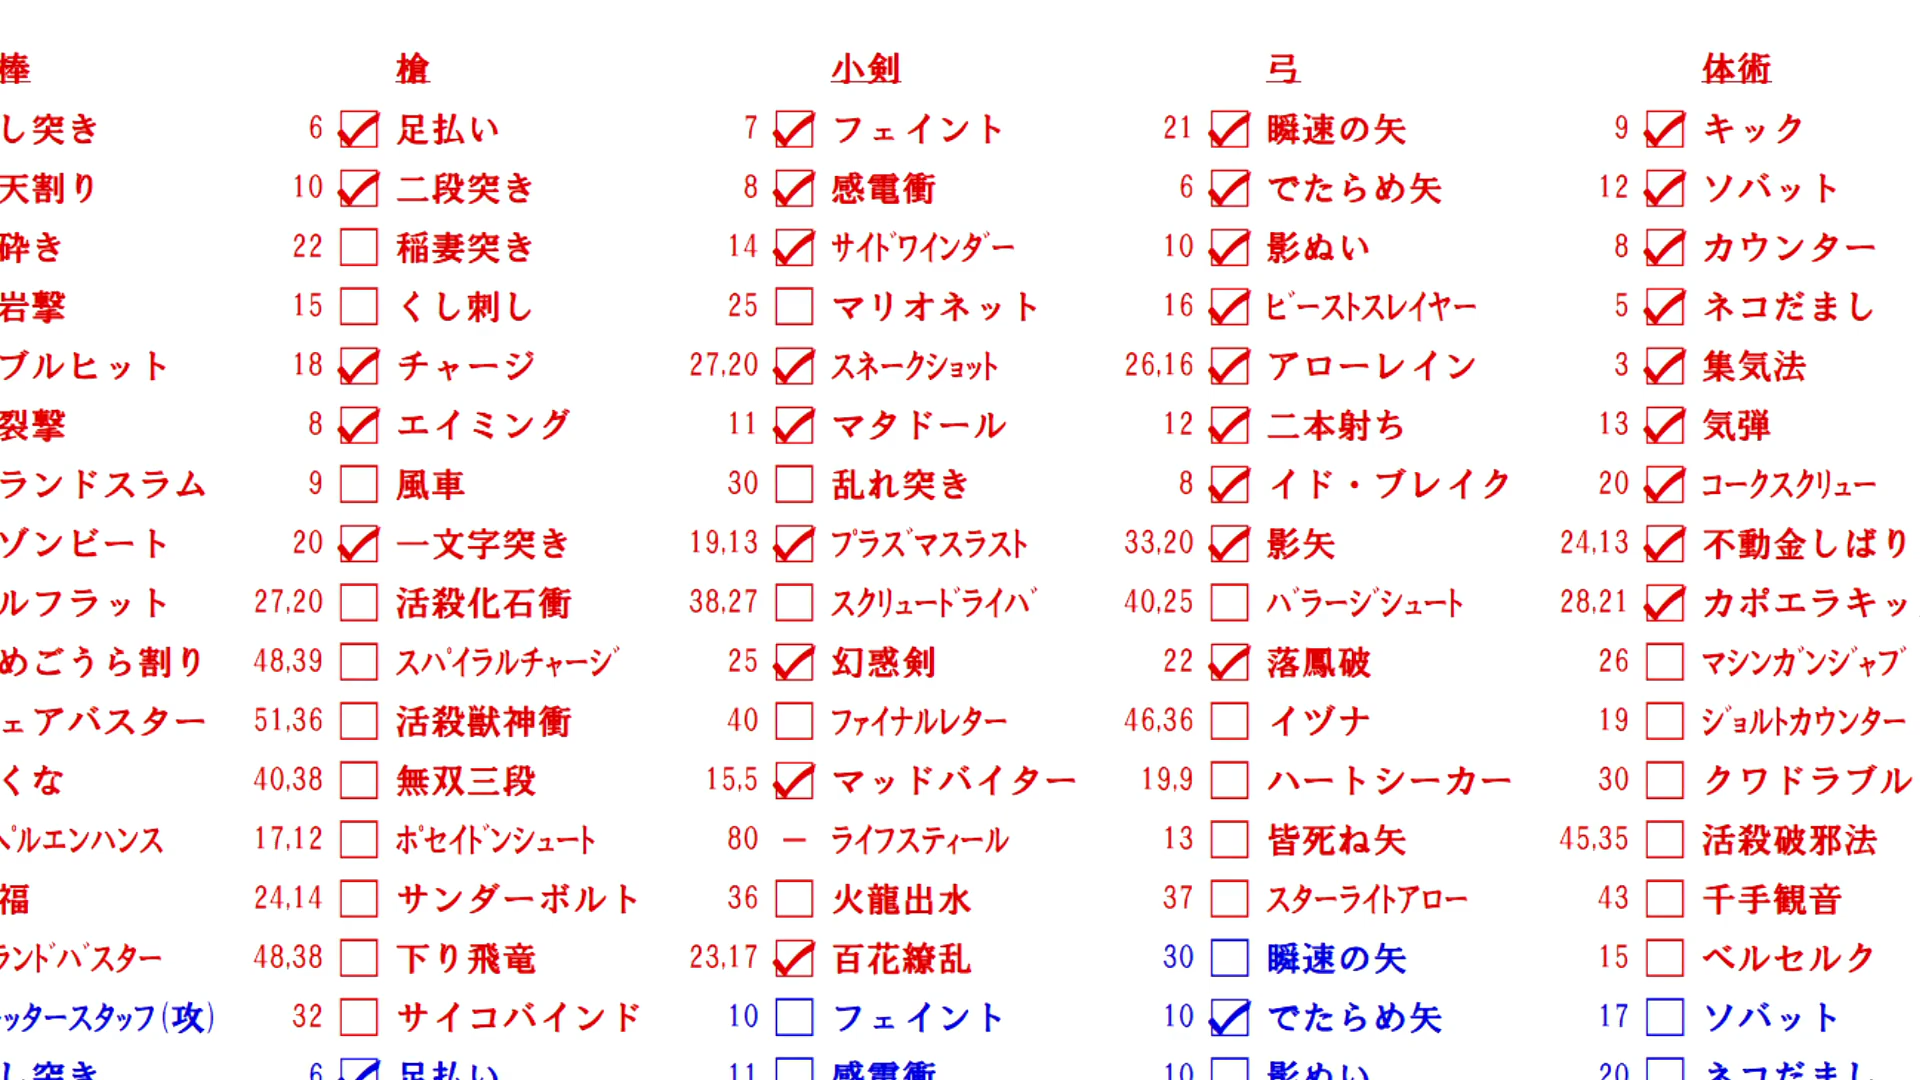 棒 槍 小剣 弓 体術
し突き 6 足払い 7 フェイント 21 瞬速の矢 9 キック
天割り 10 二段突き 8 感電衝 6 でたらめ矢 12 ソバット
砕き 22 稲妻突き 14 サイドワインダー 10 影ぬい 8 カウンター
岩撃 15 くし刺し 25 マリオネット 16 ビーストスレイヤー 5 ネコだまし
ブルヒット 18 チャージ 27,20 スネークショット 26,16 アローレイン 3 集気法
裂撃 8 エイミング 11 マタドール 12 二本射ち 13 気弾
ランドスラム 9 風車 30 乱れ突き 8 イド・ブレイク 20 コークスクリュー
ゾンビート 20 一文字突き 19,13 プラズマスラスト 33,20 影矢 24,13 不動金しばり
ルフラット 27,20 活殺化石衝 38,27 スクリュードライバ 40,25 バラージシュート 28,21 カポエラキッ
めごうら割り 48,39 スパイラルチャージ 25 幻惑剣 22 落鳳破 26 マシンガンジャブ
ェアバスター 51,36 活殺獣神衝 40 ファイナルレター 46,36 イヅナ 19 ジョルトカウンター
くな 40,38 無双三段 15,5 マッドバイター 19,9 ハートシーカー 30 クワドラブル
ペルエンハンス 17,12 ポセイドンシュート 80 － ライフスティール 13 皆死ね矢 45,35 活殺破邪法
福 24,14 サンダーボルト 36 火龍出水 37 スターライトアロー 43 千手観音
ランドバスター 48,38 下り飛竜 23,17 百花繚乱 30 瞬速の矢 15 ベルセルク
ッタースタッフ(攻) 32 サイコバインド 10 フェイント 10 でたらめ矢 17 ソバット
し突き 6 足払い 11 感電衝 10 影ぬい 20 ネコだまし